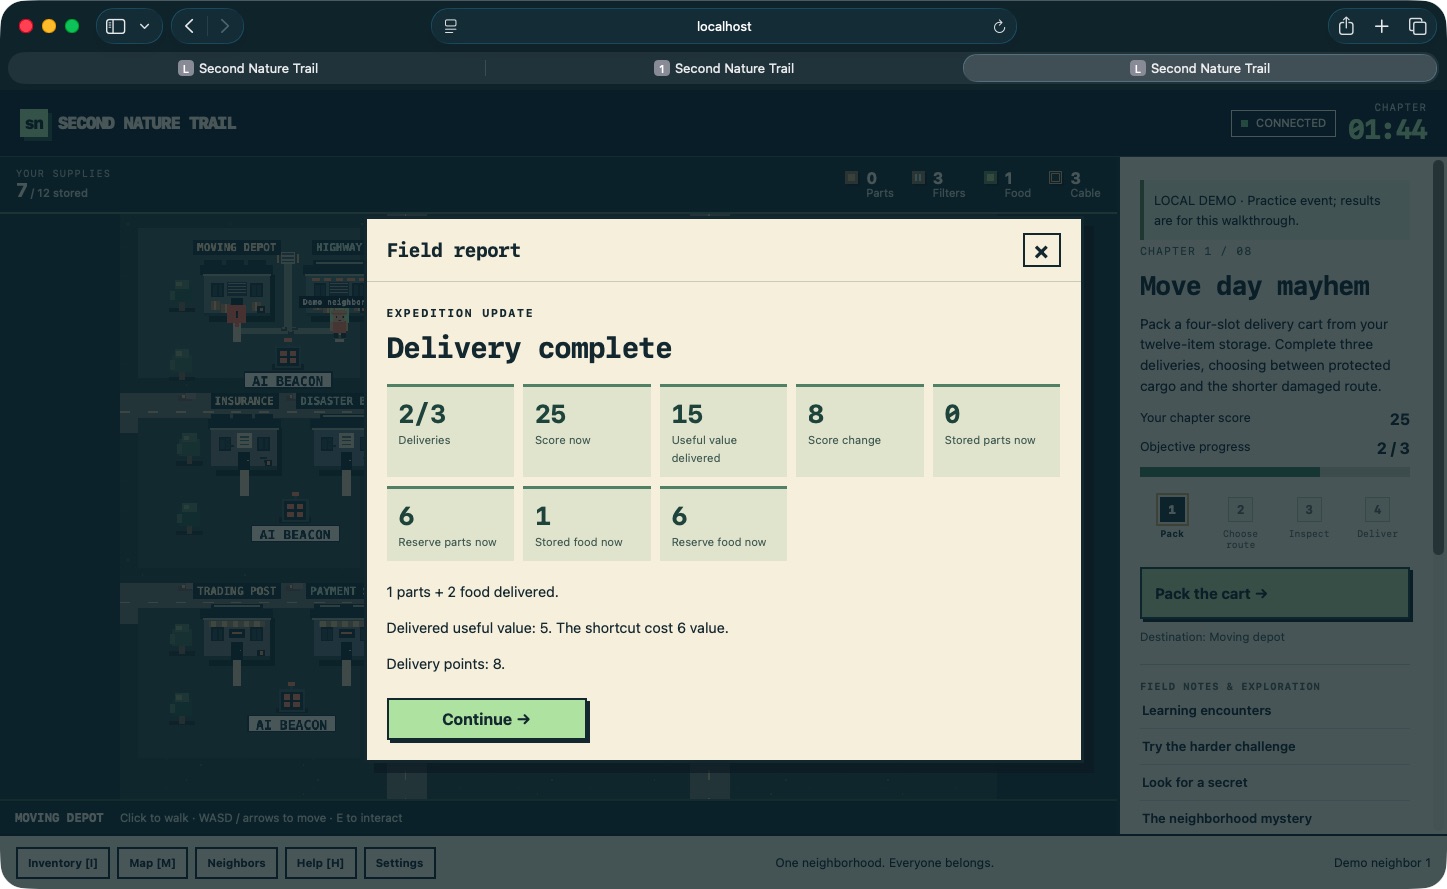 localhost
L Second Nature Trail
1 Second Nature Trail
L Second Nature Trail
sn SECOND NATURE TRAIL
CONNECTED
CHAPTER
01:44
YOUR SUPPLIES
7 / 12 stored
0 Parts
3 Filters
1 Food
3 Cable
MOVING DEPOT
HIGHWAY
Demo neighbor
AI BEACON
INSURANCE
DISASTER
AI BEACON
TRADING POST
PAYMENT
AI BEACON
Field report
EXPEDITION UPDATE
Delivery complete
2/3
Deliveries
25
Score now
15
Useful value
delivered
8
Score change
0
Stored parts now
6
Reserve parts now
1
Stored food now
6
Reserve food now
1 parts + 2 food delivered.
Delivered useful value: 5. The shortcut cost 6 value.
Delivery points: 8.
Continue →
LOCAL DEMO · Practice event; results
are for this walkthrough.
CHAPTER 1 / 08
Move day mayhem
Pack a four-slot delivery cart from your
twelve-item storage. Complete three
deliveries, choosing between protected
cargo and the shorter damaged route.
Your chapter score 25
Objective progress 2 / 3
1 Pack
2 Choose route
3 Inspect
4 Deliver
Pack the cart →
Destination: Moving depot
FIELD NOTES & EXPLORATION
Learning encounters
Try the harder challenge
Look for a secret
The neighborhood mystery
MOVING DEPOT Click to walk · WASD / arrows to move · E to interact
Inventory [I]
Map [M]
Neighbors
Help [H]
Settings
One neighborhood. Everyone belongs.
Demo neighbor 1